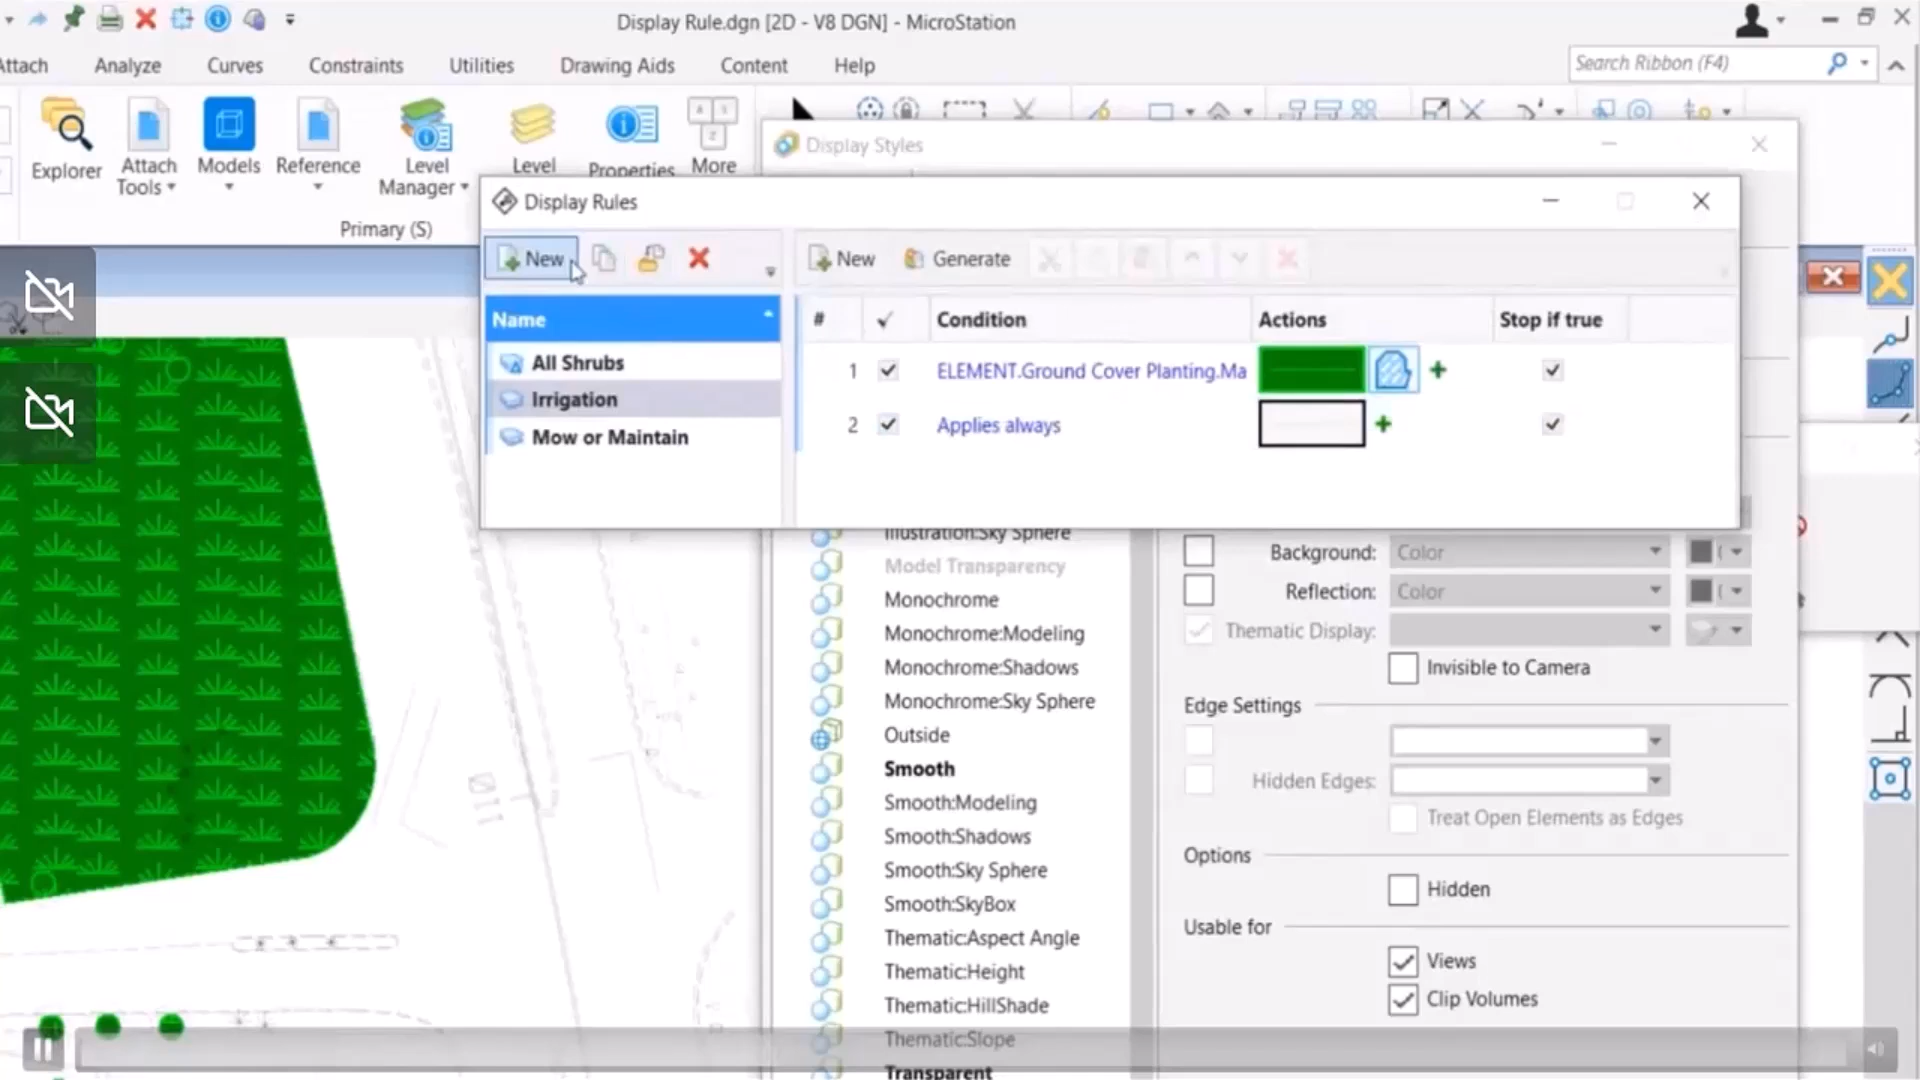 Display Rule.dgn [2D - V8 DGN] - MicroStation
Attach Analyze Curves Constraints Utilities Drawing Aids Content Help
Search Ribbon (F4)
Explorer
Attach Tools
Models
Reference
Level Manager
Level
Properties
More
Primary (S)
Display Styles
Display Rules
New
New Generate
Name
All Shrubs
Irrigation
Mow or Maintain
# Condition Actions Stop if true
1 ELEMENT.Ground Cover Planting.Ma
2 Applies always
Illustration:Sky Sphere
Model Transparency
Monochrome
Monochrome:Modeling
Monochrome:Shadows
Monochrome:Sky Sphere
Outside
Smooth
Smooth:Modeling
Smooth:Shadows
Smooth:Sky Sphere
Smooth:SkyBox
Thematic:Aspect Angle
Thematic:Height
Thematic:HillShade
Thematic:Slope
Transparent
Background: Color
Reflection: Color
Thematic Display:
Invisible to Camera
Edge Settings
Hidden Edges:
Treat Open Elements as Edges
Options
Hidden
Usable for
Views
Clip Volumes